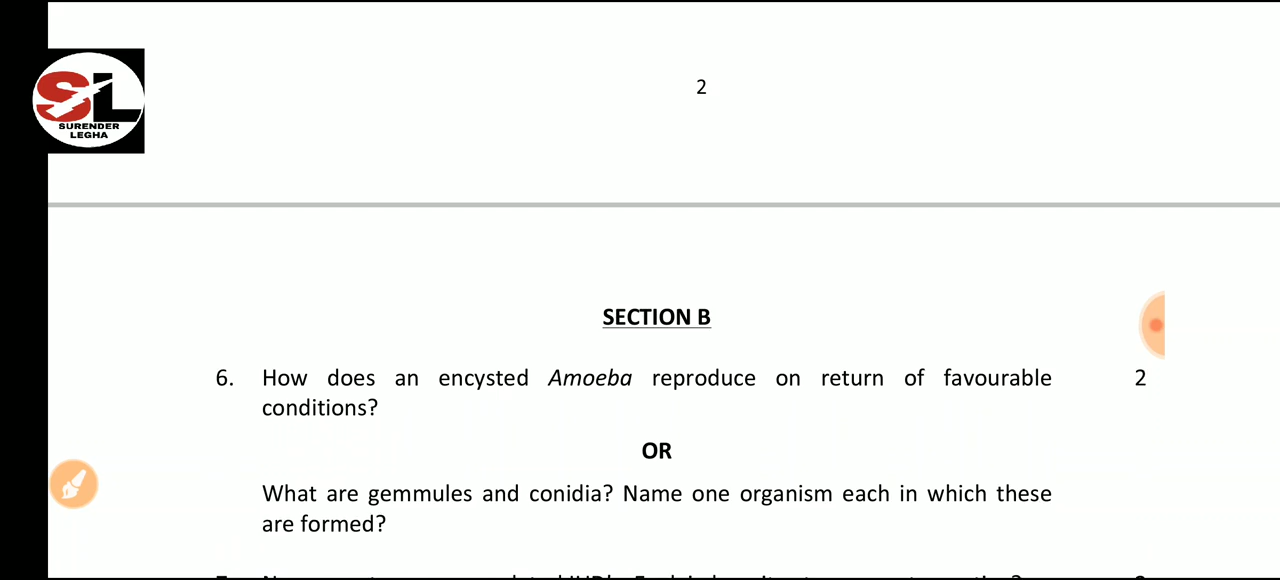 SL
SURENDER
LEGHA
2
SECTION B
6. How does an encysted Amoeba reproduce on return of favourable 2
conditions?
OR
What are gemmules and conidia? Name one organism each in which these
are formed?